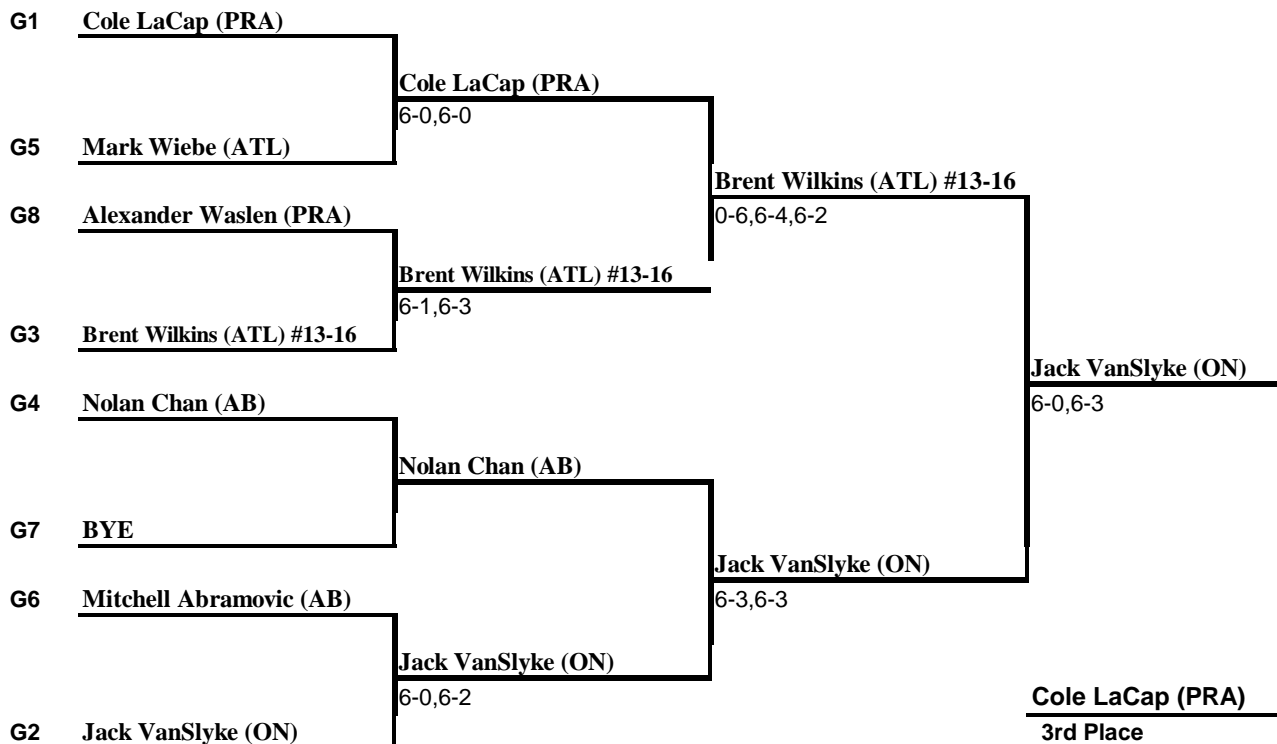 G1 Cole LaCap (PRA)
Cole LaCap (PRA)
6-0,6-0
G5 Mark Wiebe (ATL)
Brent Wilkins (ATL) #13-16
0-6,6-4,6-2
G8 Alexander Waslen (PRA)
Brent Wilkins (ATL) #13-16
6-1,6-3
G3 Brent Wilkins (ATL) #13-16
Jack VanSlyke (ON)
6-0,6-3
G4 Nolan Chan (AB)
Nolan Chan (AB)
G7 BYE
Jack VanSlyke (ON)
6-3,6-3
G6 Mitchell Abramovic (AB)
Jack VanSlyke (ON)
6-0,6-2
G2 Jack VanSlyke (ON)
Cole LaCap (PRA)
3rd Place